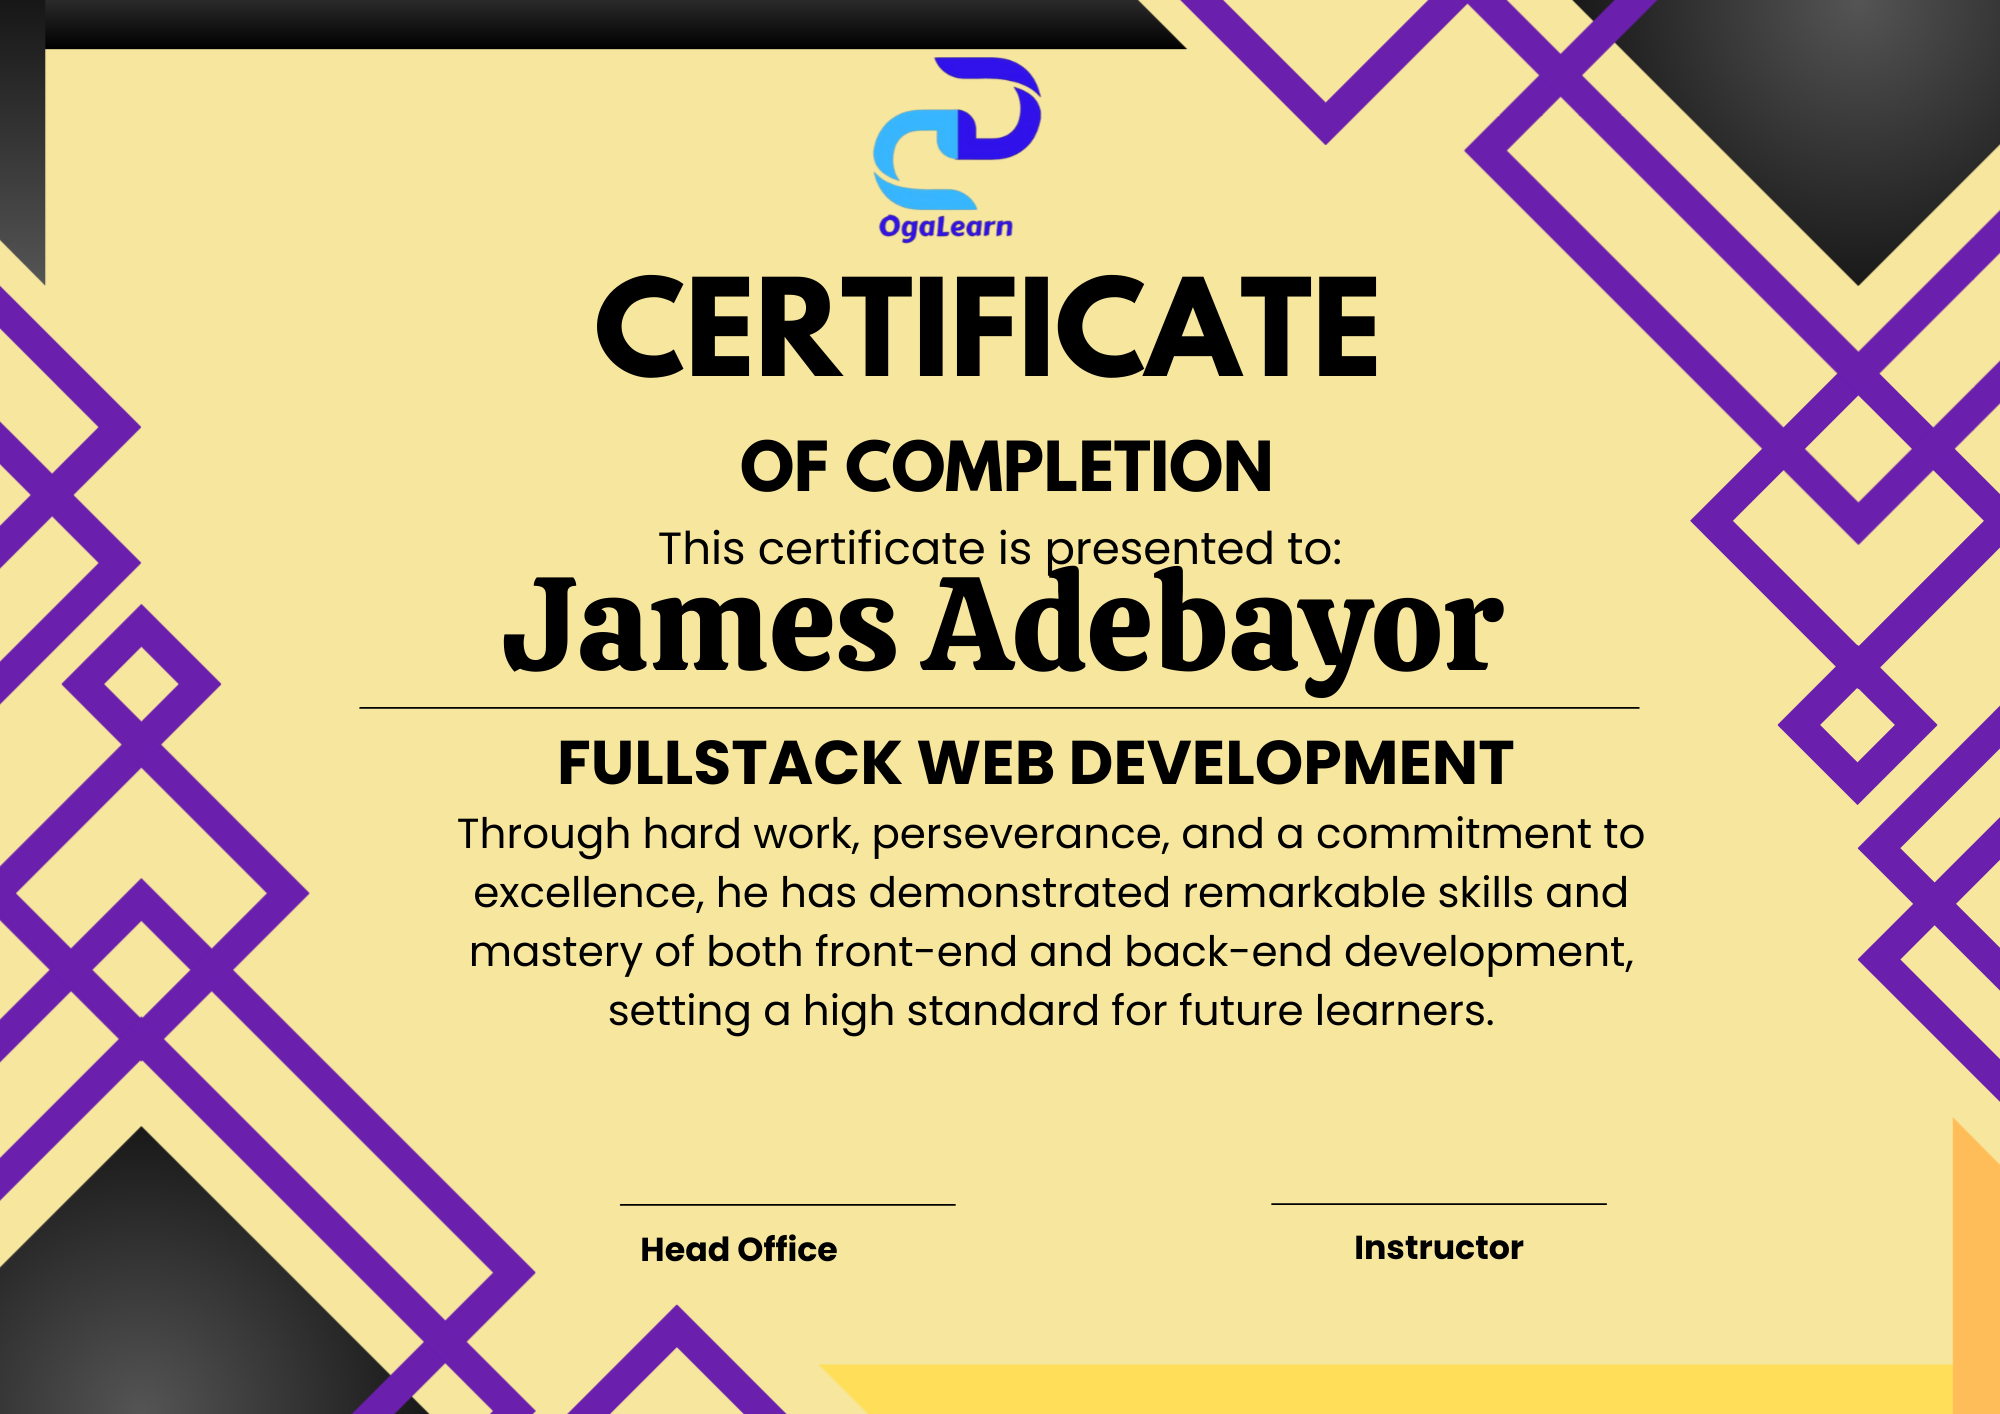 OgaLearn
CERTIFICATE
OF COMPLETION
This certificate is presented to:
James Adebayor
FULLSTACK WEB DEVELOPMENT
Through hard work, perseverance, and a commitment to
excellence, he has demonstrated remarkable skills and
mastery of both front-end and back-end development,
setting a high standard for future learners.
Head Office
Instructor